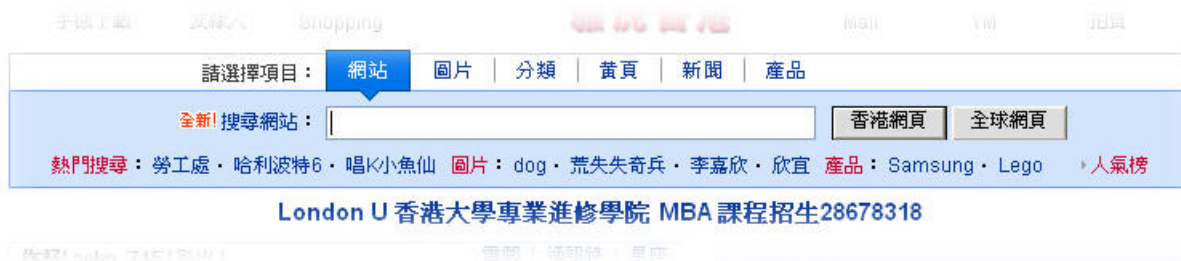 Shopping Mail YM
請選擇項目： 網站 圖片 | 分類 | 黃頁 | 新聞 | 產品
全新! 搜尋網站： 香港網頁 全球網頁
熱門搜尋：勞工處·哈利波特6·唱K小魚仙 圖片：dog·荒失失奇兵·李嘉欣·欣宜 產品：Samsung·Lego 人氣榜
London U 香港大學專業進修學院 MBA 課程招生28678318